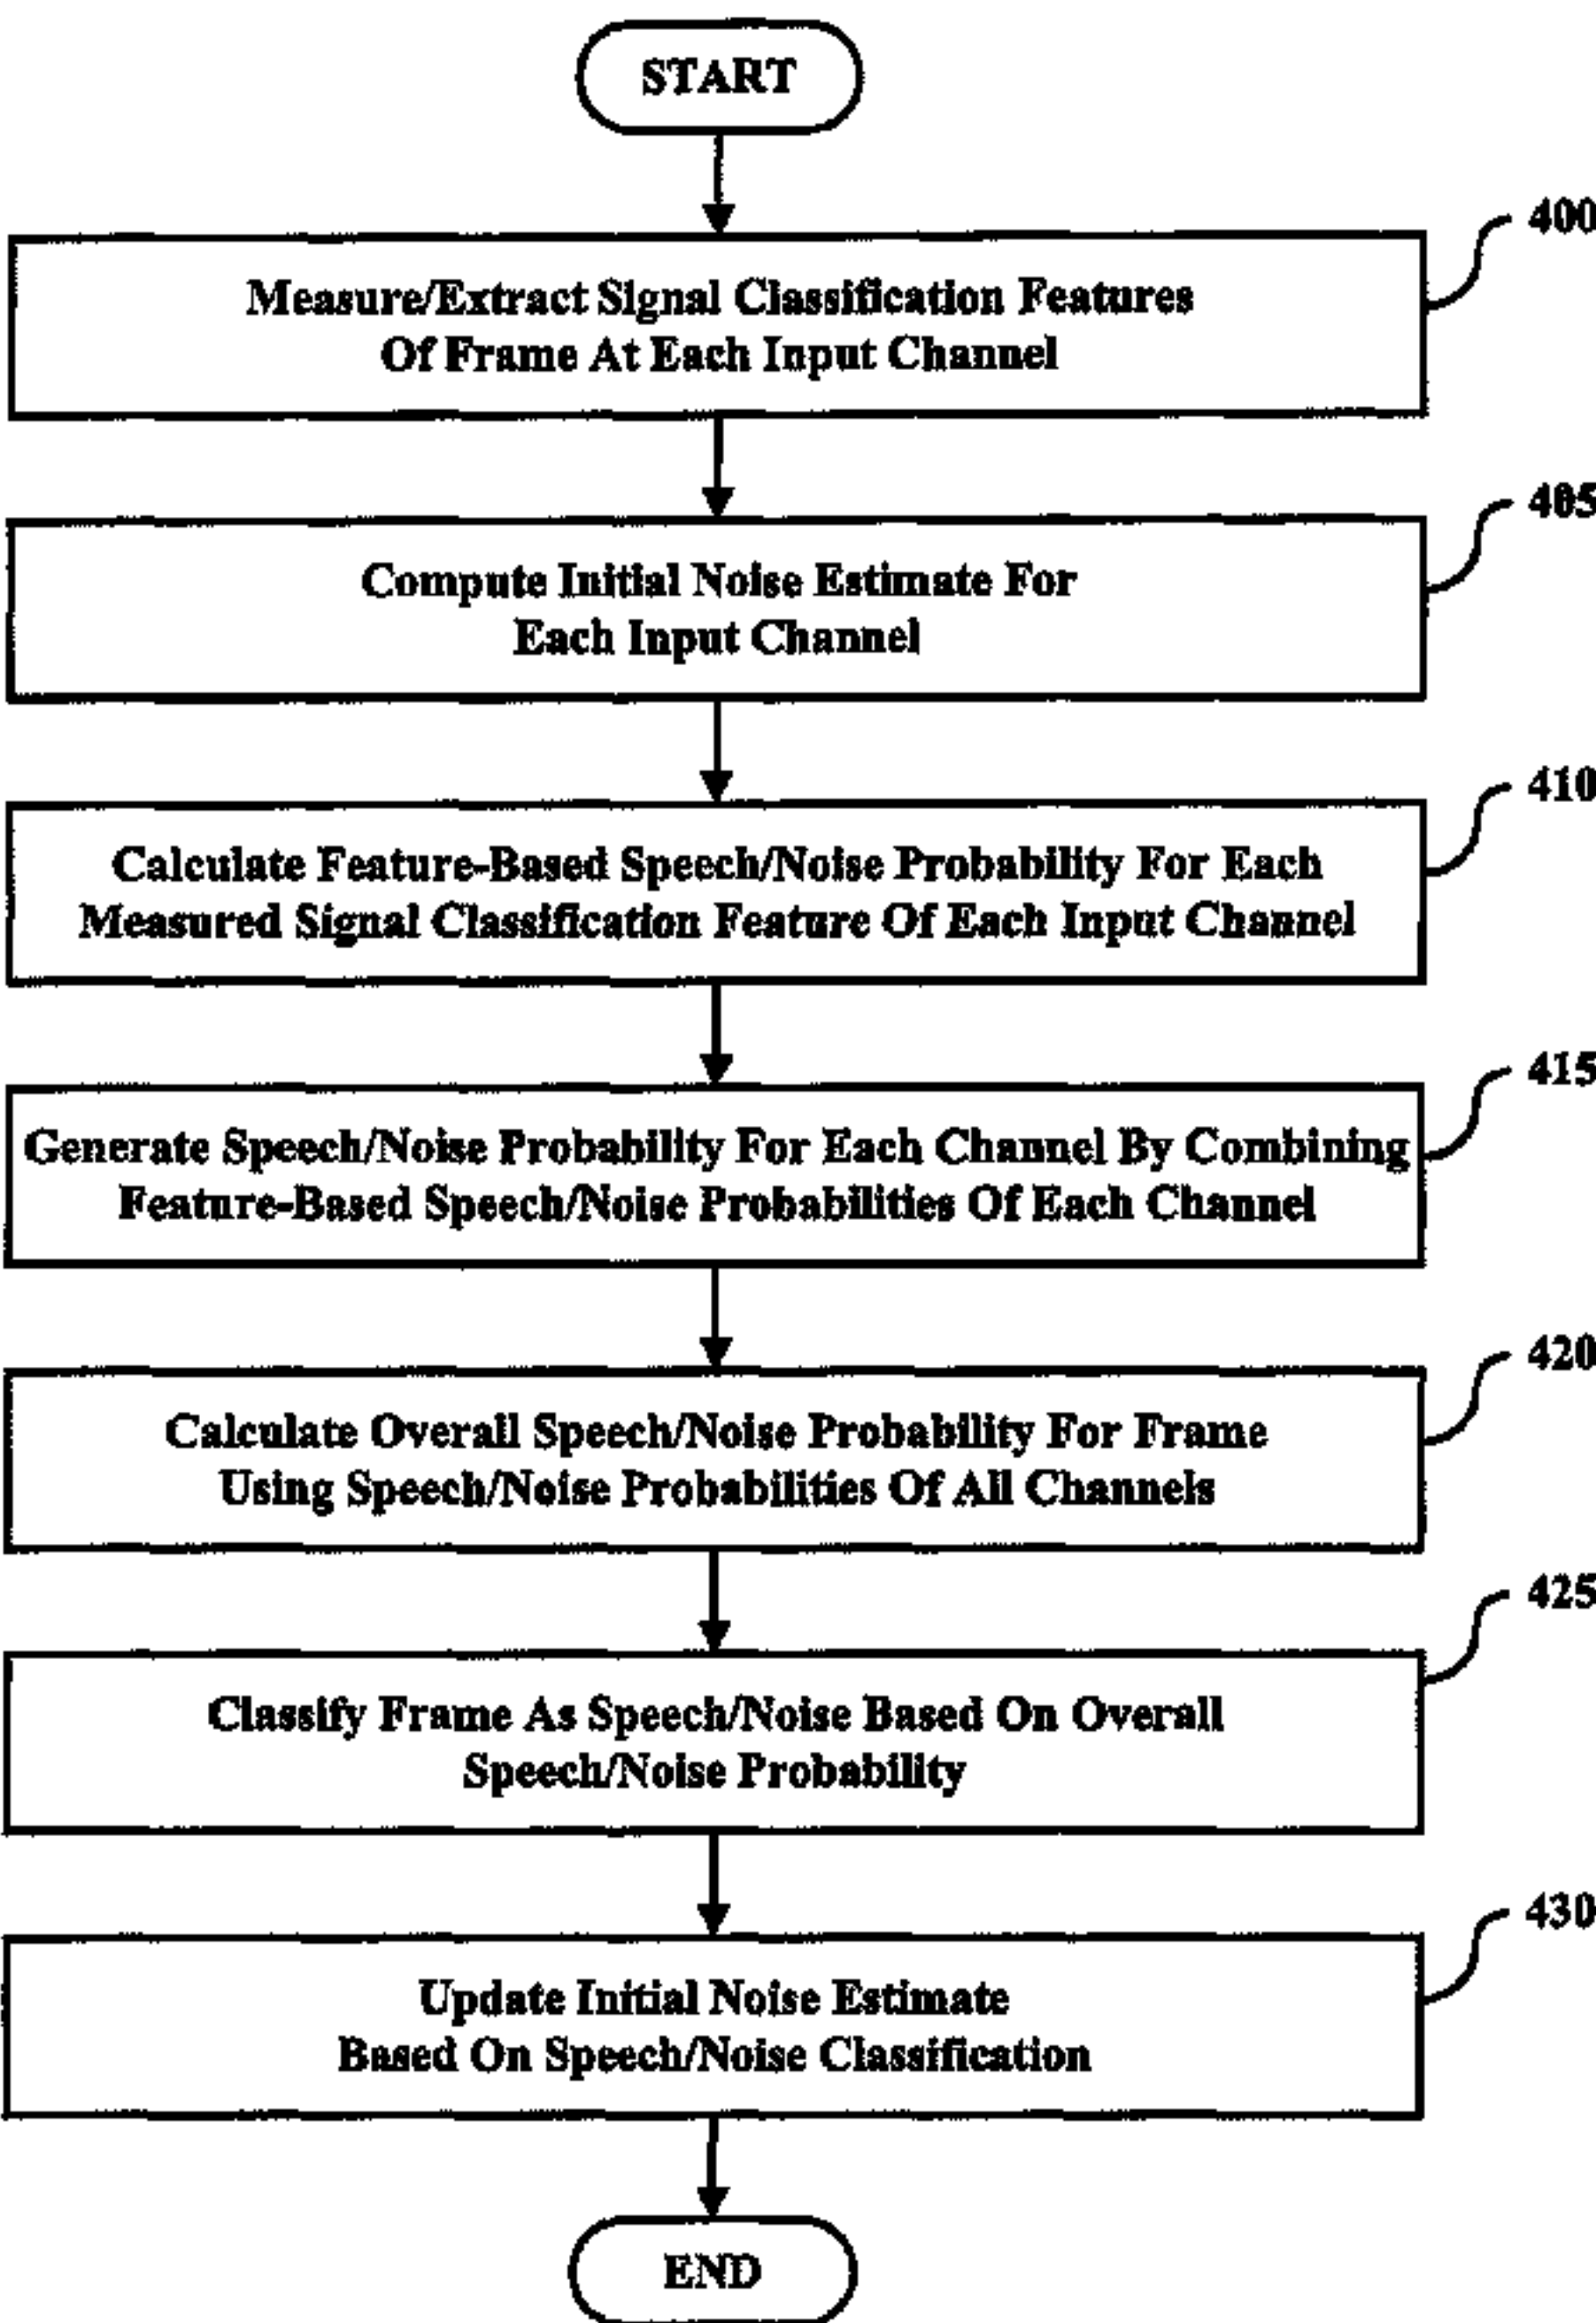 START
400
Measure/Extract Signal Classification Features
Of Frame At Each Input Channel
405
Compute Initial Noise Estimate For
Each Input Channel
410
Calculate Feature-Based Speech/Noise Probability For Each
Measured Signal Classification Feature Of Each Input Channel
415
Generate Speech/Noise Probability For Each Channel By Combining
Feature-Based Speech/Noise Probabilities Of Each Channel
420
Calculate Overall Speech/Noise Probability For Frame
Using Speech/Noise Probabilities Of All Channels
425
Classify Frame As Speech/Noise Based On Overall
Speech/Noise Probability
430
Update Initial Noise Estimate
Based On Speech/Noise Classification
END